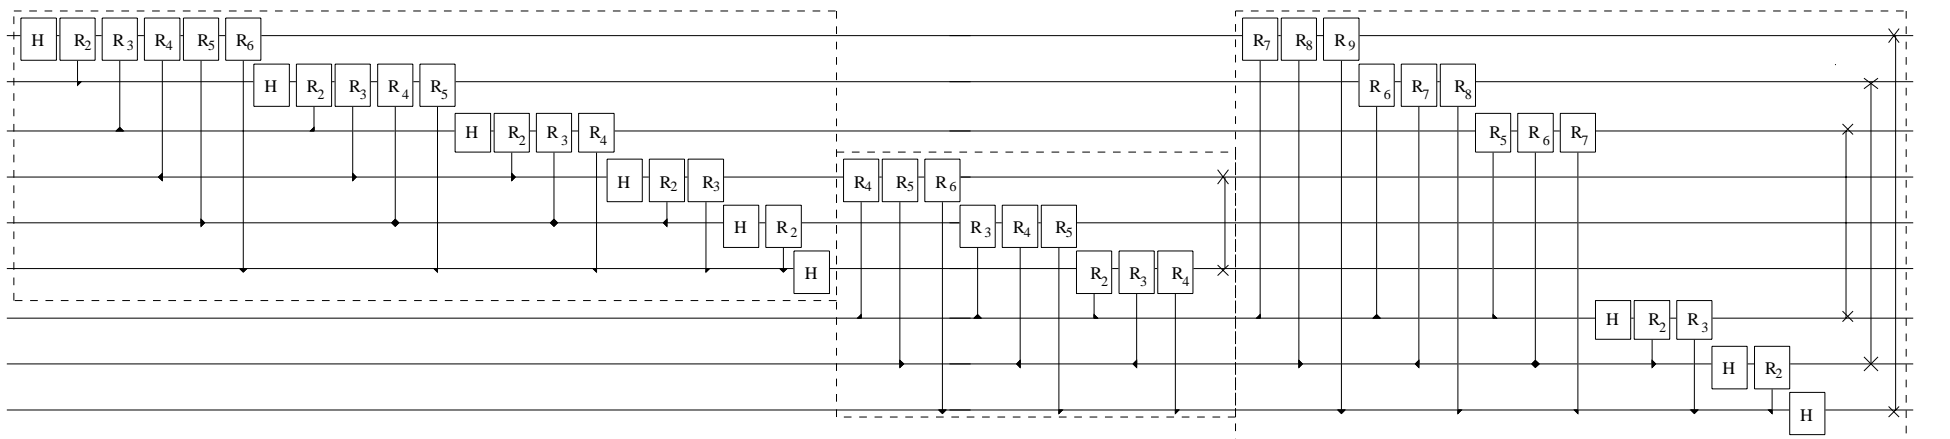 H R2 R3 R4 R5 R6 R7 R8 R9
H R2 R3 R4 R5 R6 R7 R8
H R2 R3 R4 R5 R6 R7
H R2 R3 R4 R5 R6
H R2 R3 R4 R5
H R2 R3 R4
H R2 R3
H R2
H